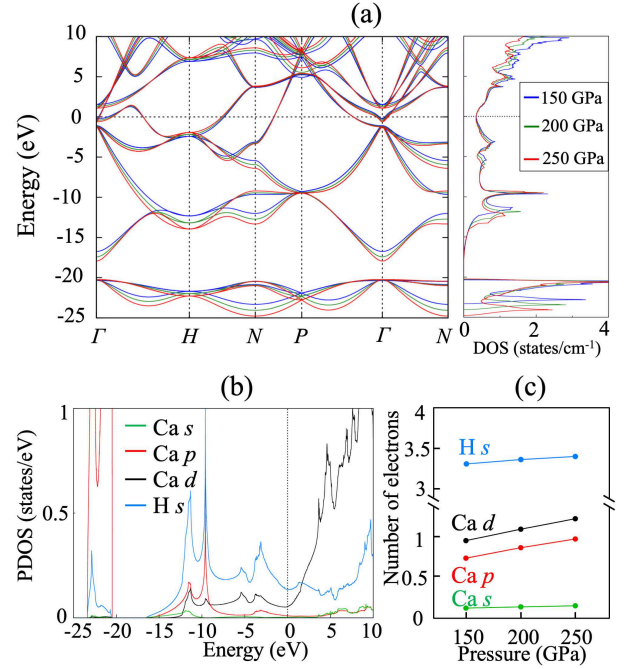 (a)
10
5
0
-5
-10
-15
-20
-25
Energy (eV)
Γ H N P Γ N
150 GPa
200 GPa
250 GPa
0 2 4
DOS (states/cm⁻¹)
(b)
1
0.5
0
PDOS (states/eV)
Ca s
Ca p
Ca d
H s
-25 -20 -15 -10 -5 0 5 10
Energy (eV)
(c)
3.5
3
1
0.5
0
Number of electrons
H s
Ca d
Ca p
Ca s
150 200 250
Pressure (GPa)